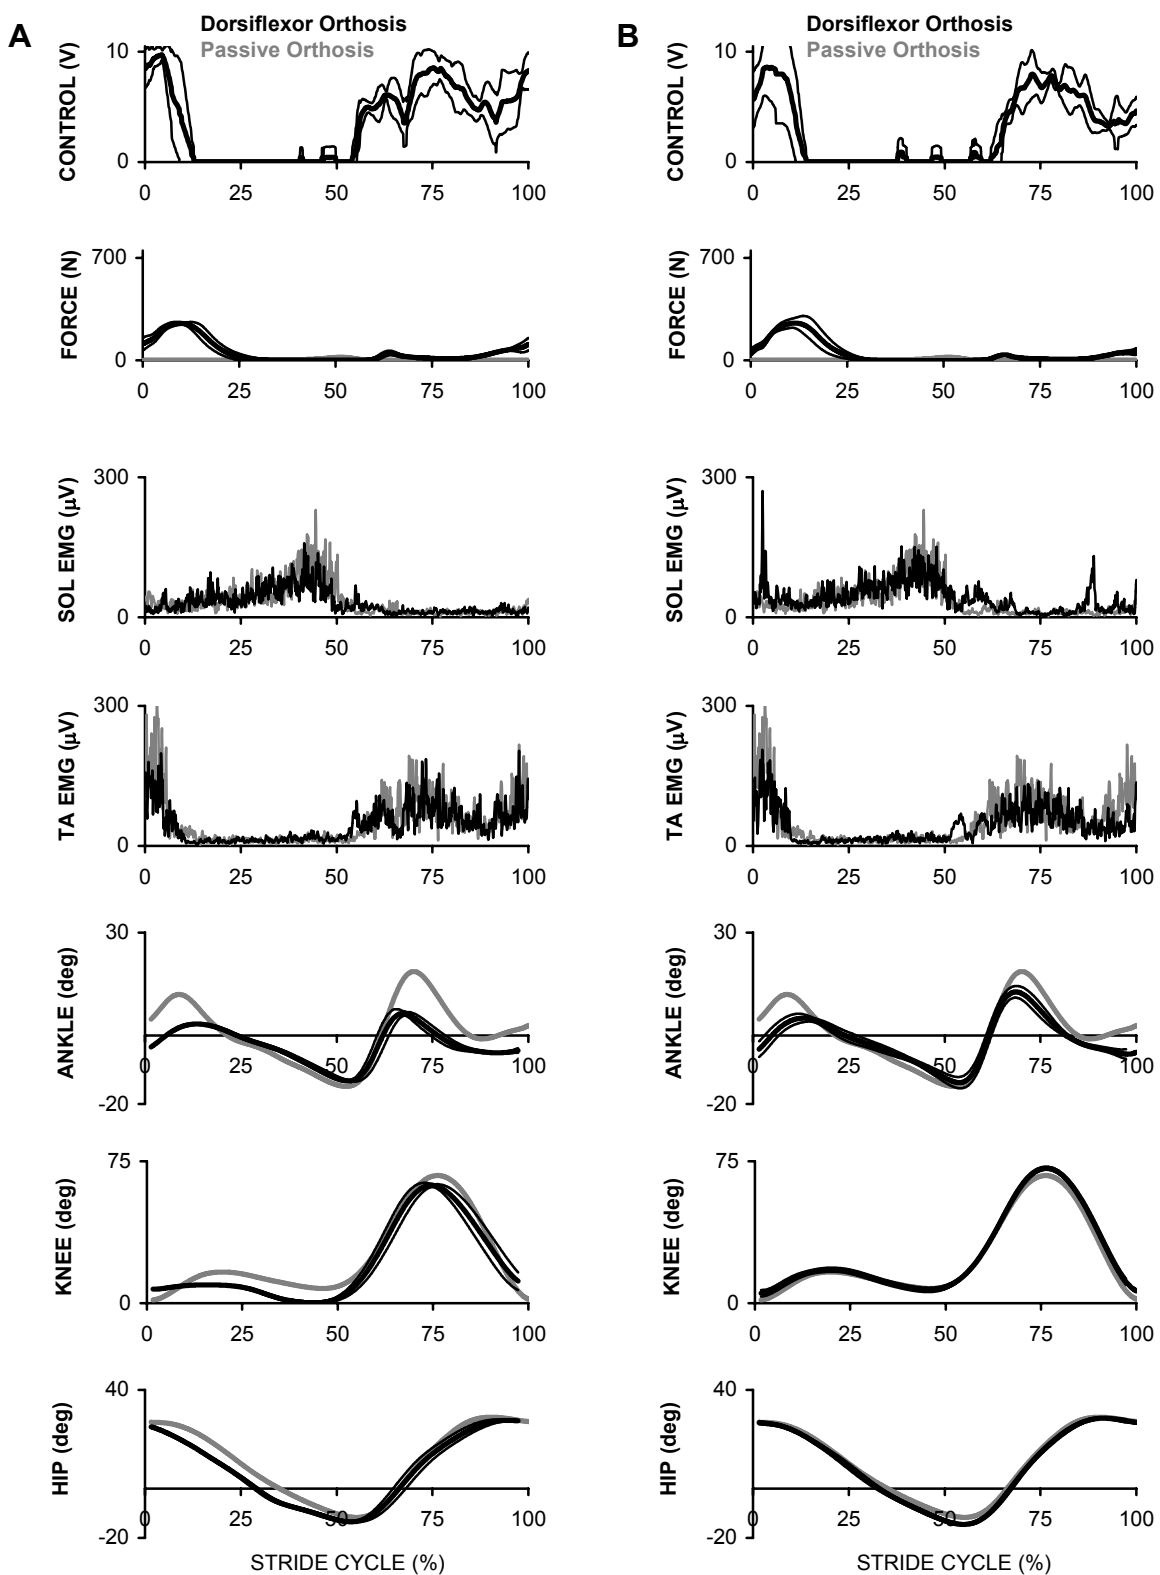 A
Dorsiflexor Orthosis
Passive Orthosis
CONTROL (V)
10
0
0 25 50 75 100
FORCE (N)
700
0
0 25 50 75 100
SOL EMG (μV)
300
0
0 25 50 75 100
TA EMG (μV)
300
0
0 25 50 75 100
ANKLE (deg)
30
0 25 50 75 100
-20
KNEE (deg)
75
0
0 25 50 75 100
HIP (deg)
40
0 25 50 75 100
-20
STRIDE CYCLE (%)
B
Dorsiflexor Orthosis
Passive Orthosis
CONTROL (V)
10
0
0 25 50 75 100
FORCE (N)
700
0
0 25 50 75 100
SOL EMG (μV)
300
0
0 25 50 75 100
TA EMG (μV)
300
0
0 25 50 75 100
ANKLE (deg)
30
0 25 50 75 100
-20
KNEE (deg)
75
0
0 25 50 75 100
HIP (deg)
40
0 25 50 75 100
-20
STRIDE CYCLE (%)